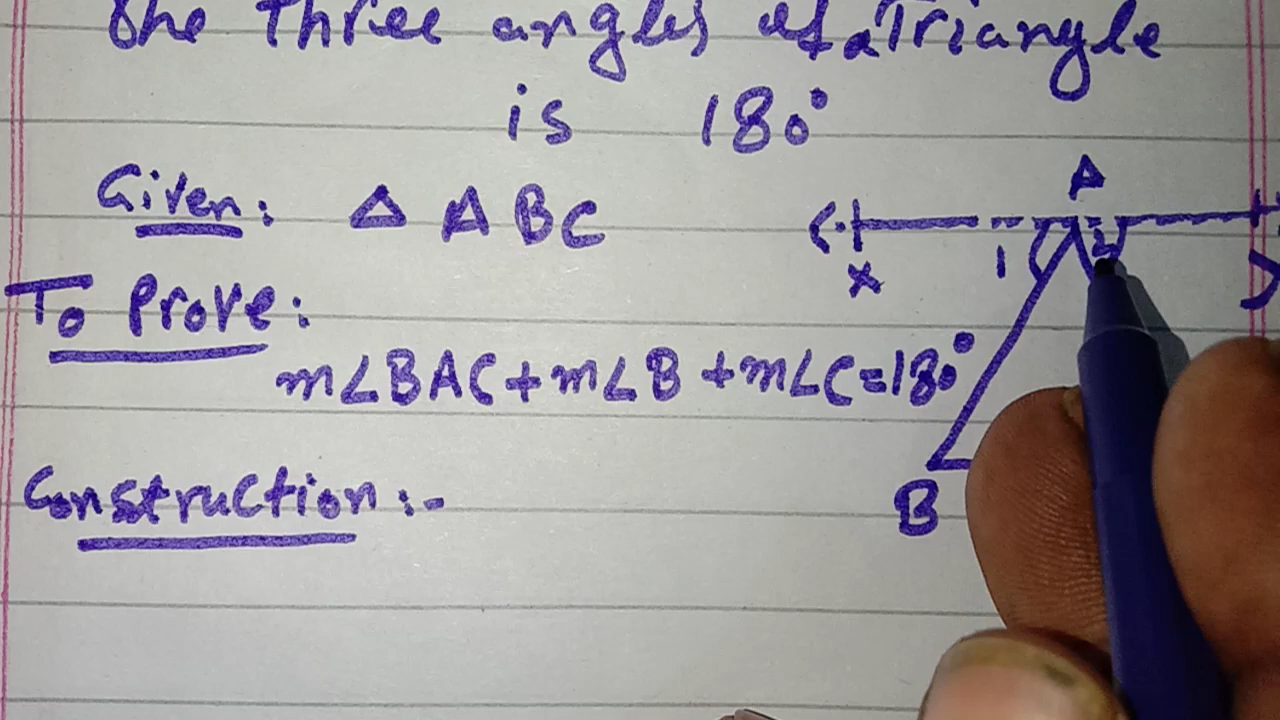 The Three angles of a Triangle
is 180°
Given: △ ABC
To Prove:
m∠BAC+m∠B+m∠C=180°
Construction:-
A
X
1
B